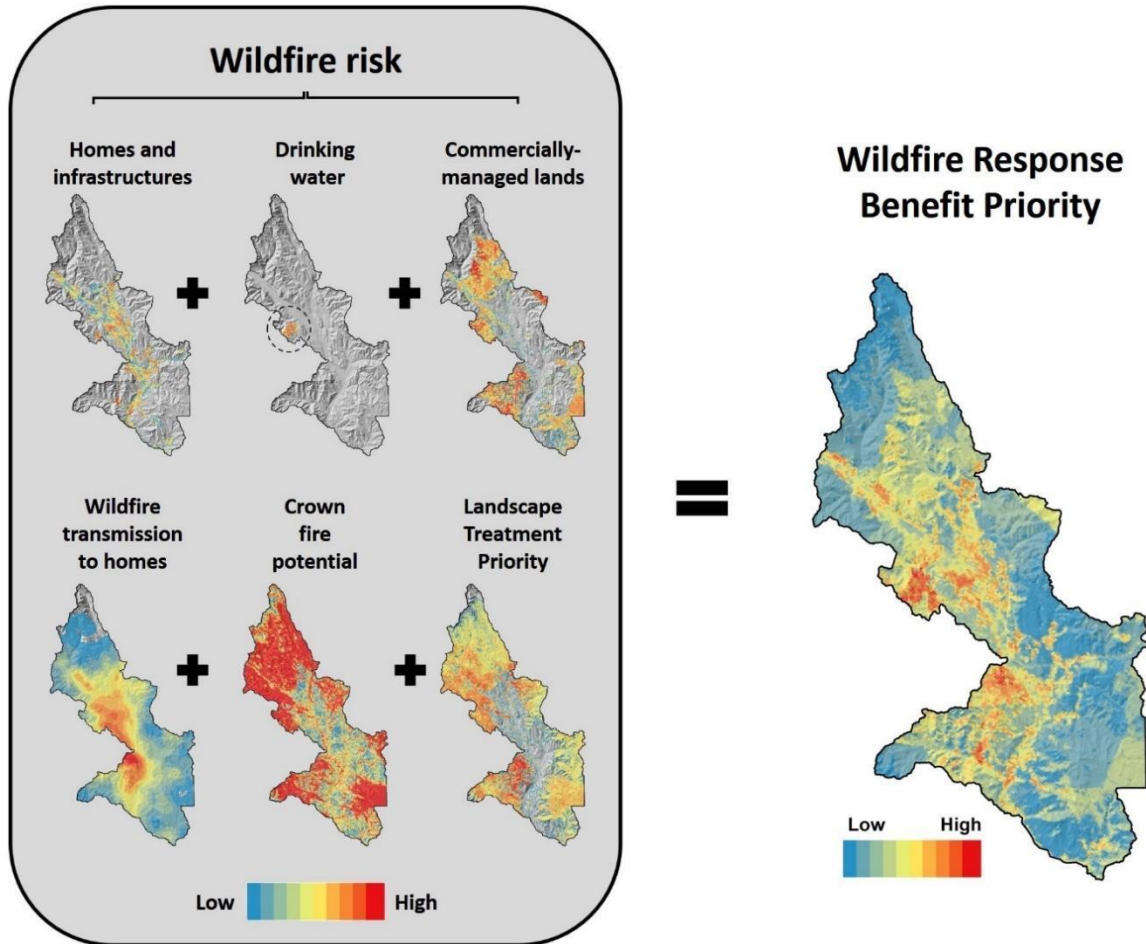 Wildfire risk
Homes and
infrastructures
Drinking
water
Commercially-
managed lands
Wildfire
transmission
to homes
Crown
fire
potential
Landscape
Treatment
Priority
Low
High
Wildfire Response
Benefit Priority
Low
High